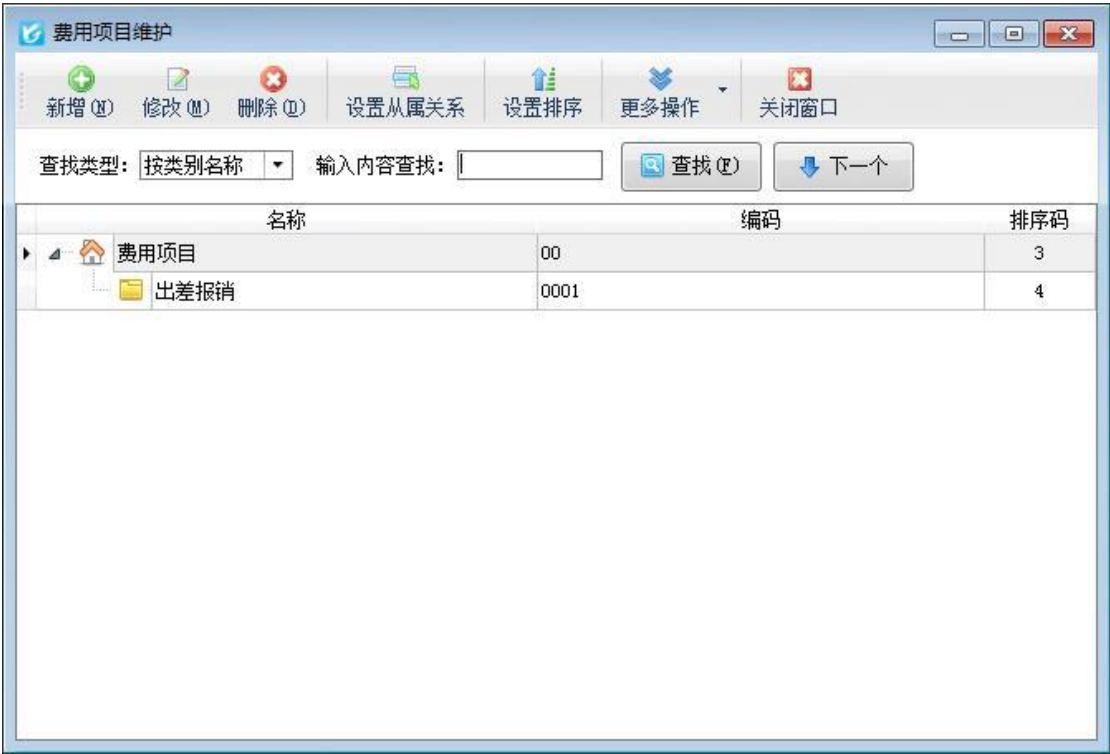 费用项目维护
新增(N) 修改(M) 删除(D) 设置从属关系 设置排序 更多操作 关闭窗口
查找类型: 按类别名称 输入内容查找: 查找(F) 下一个
名称 编码 排序码
费用项目 00 3
出差报销 0001 4